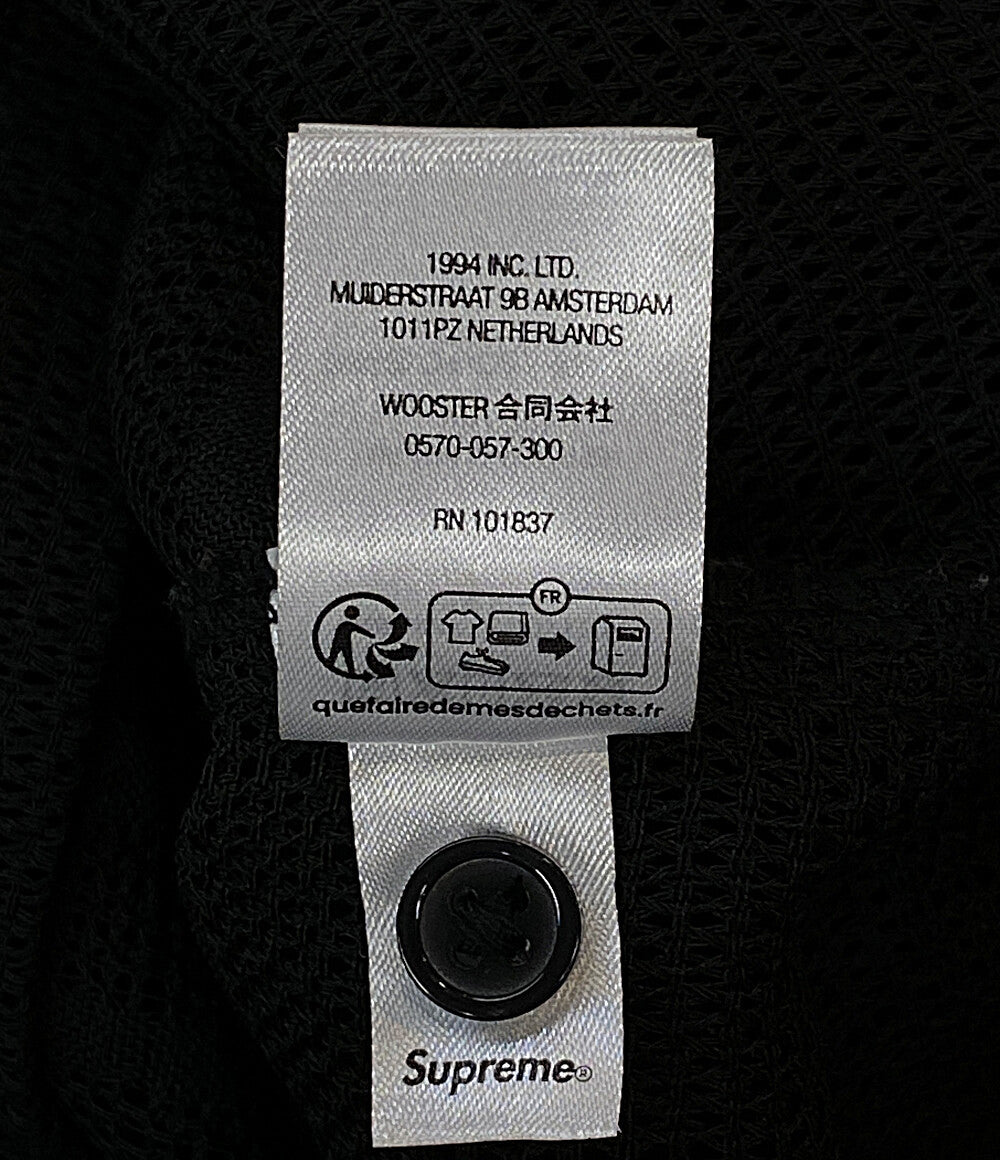 1994 INC. LTD.
MUIDERSTRAAT 9B AMSTERDAM
1011PZ NETHERLANDS
WOOSTER 合同会社
0570-057-300
RN 101837
FR
quefairedemesdechets.fr
Supreme®